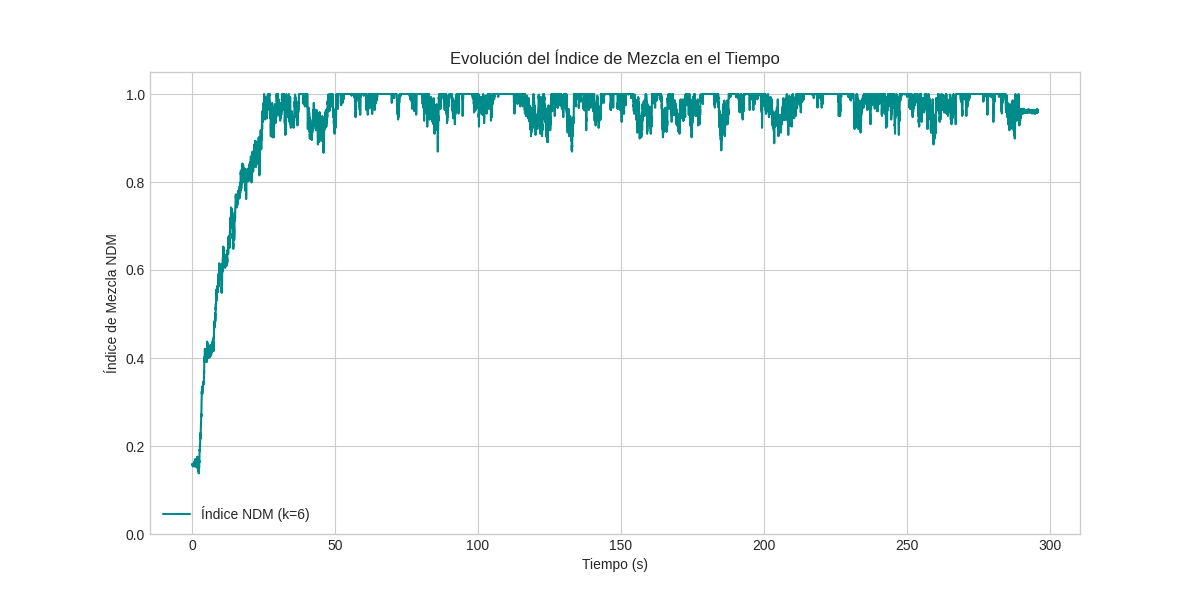 Evolución del Índice de Mezcla en el Tiempo
Índice de Mezcla NDM
1.0
0.8
0.6
0.4
0.2
0.0
Índice NDM (k=6)
0 50 100 150 200 250 300
Tiempo (s)